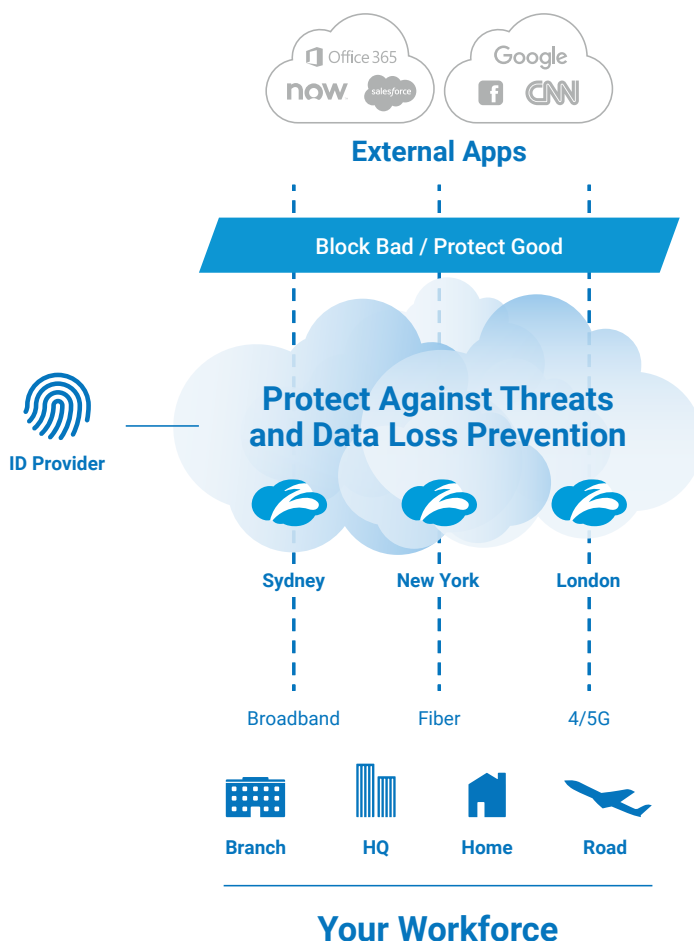 Office 365
Google
now
salesforce
f
CNN
External Apps
Block Bad / Protect Good
Protect Against Threats
and Data Loss Prevention
ID Provider
Sydney
New York
London
Broadband
Fiber
4/5G
Branch
HQ
Home
Road
Your Workforce